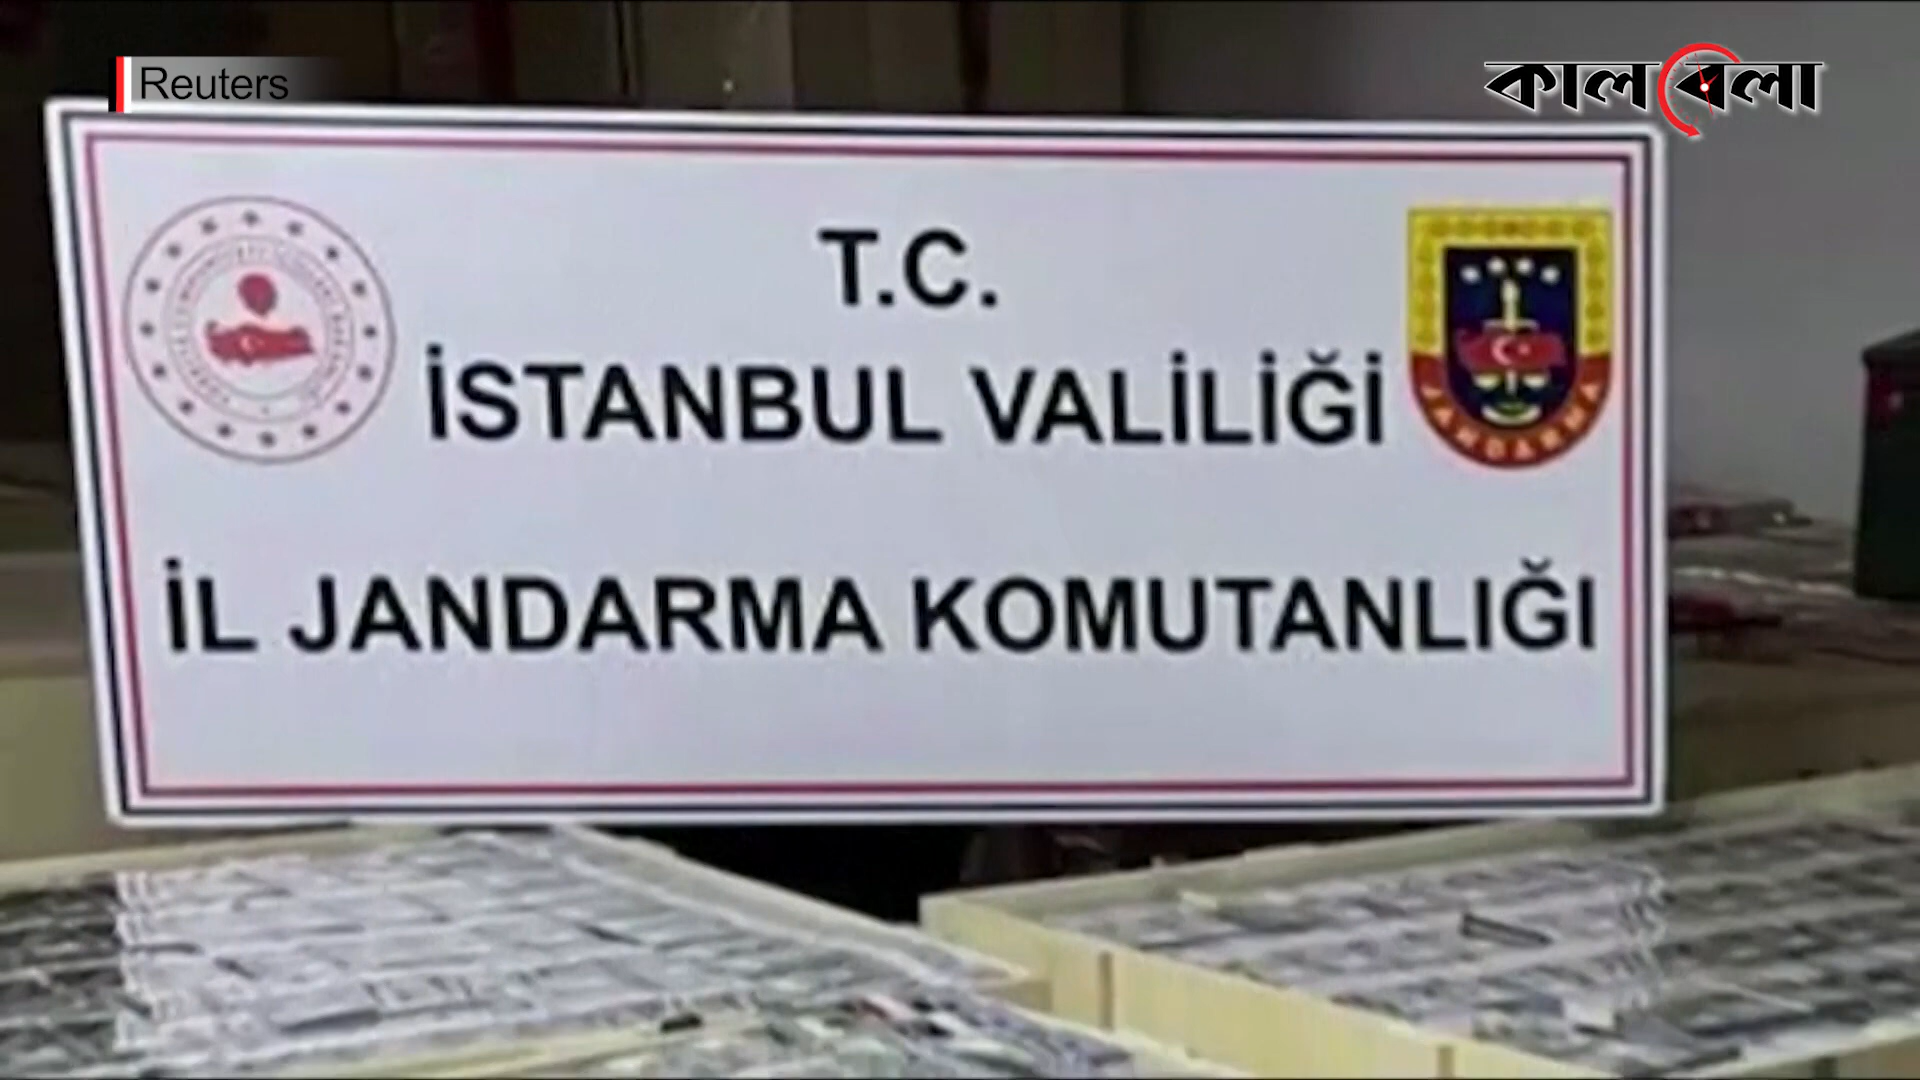 Reuters
কালবেলা
T.C.
İSTANBUL VALİLİĞİ
JANDARMA
İL JANDARMA KOMUTANLIĞI